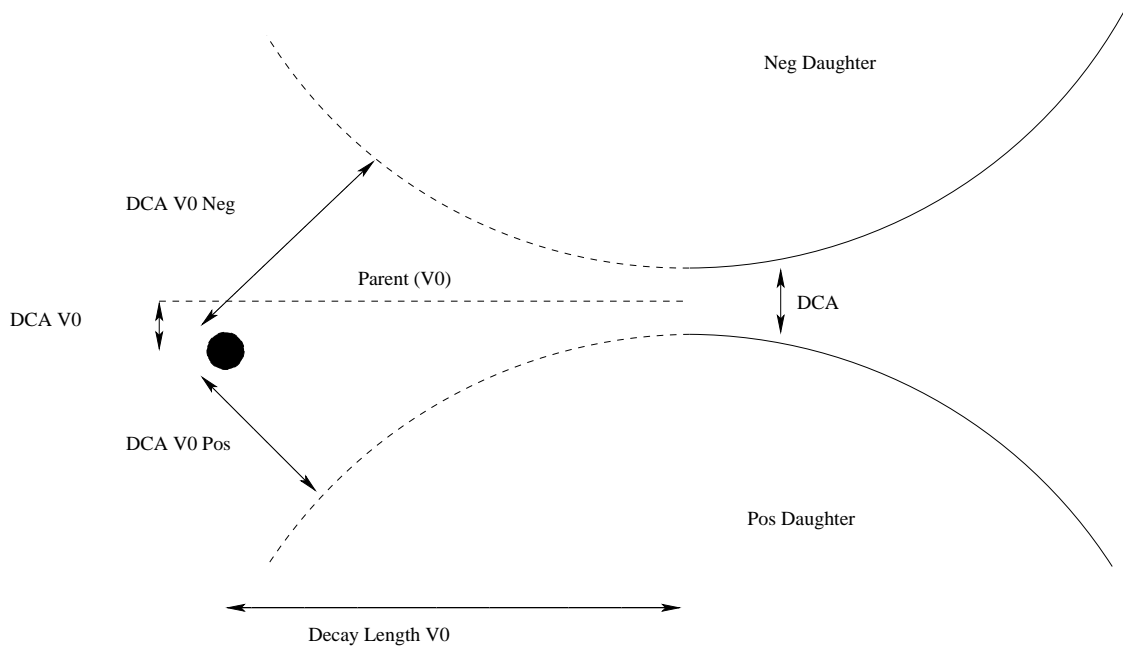 Neg Daughter
DCA V0 Neg
Parent (V0)
DCA
DCA V0
DCA V0 Pos
Pos Daughter
Decay Length V0